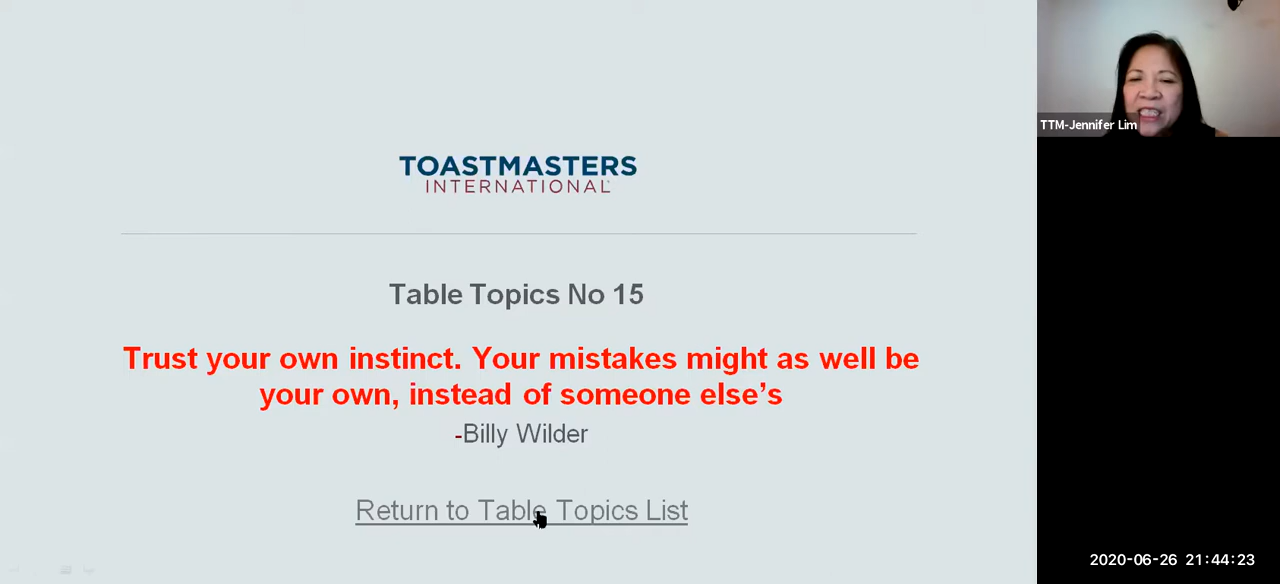 TOASTMASTERS
INTERNATIONAL
Table Topics No 15
Trust your own instinct. Your mistakes might as well be
your own, instead of someone else’s
-Billy Wilder
Return to Table Topics List
TTM-Jennifer Lim
2020-06-26 21:44:23